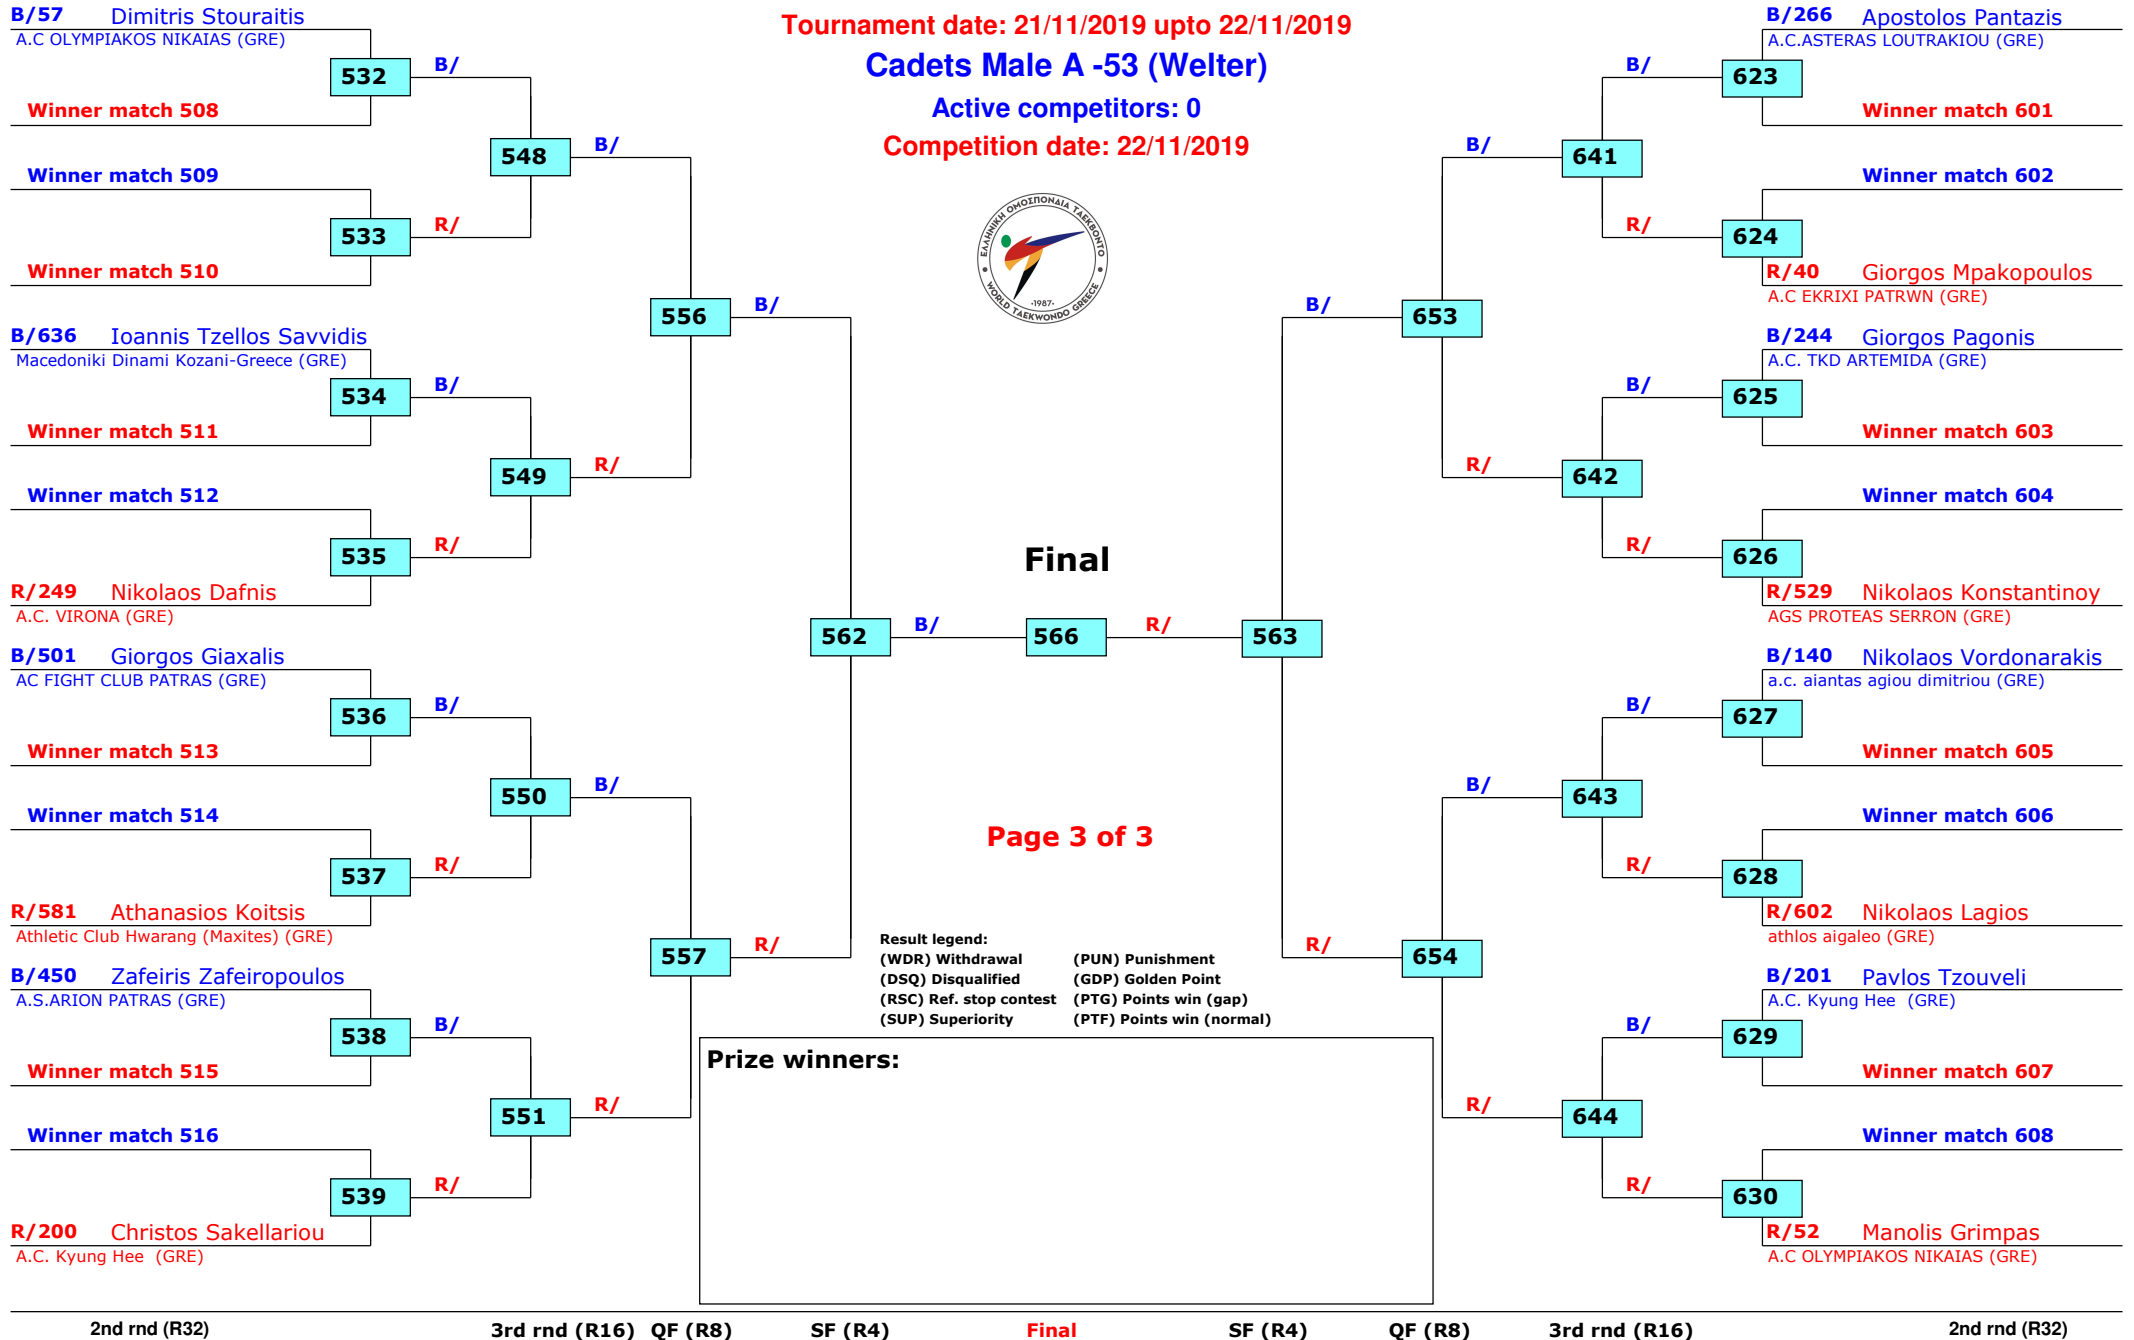 Tournament date: 21/11/2019 upto 22/11/2019
Cadets Male A -53 (Welter)
Active competitors: 0
Competition date: 22/11/2019
ΕΛΛΗΝΙΚΗ ΟΜΟΣΠΟΝΔΙΑ ΤΑΕΚΒΟΝΤΟ
WORLD TAEKWONDO GREECE
·1987·
B/57 Dimitris Stouraitis
A.C OLYMPIAKOS NIKAIAS (GRE)
532
B/
Winner match 508
548
B/
Winner match 509
533
R/
Winner match 510
556
B/
B/636 Ioannis Tzellos Savvidis
Macedoniki Dinami Kozani-Greece (GRE)
534
B/
Winner match 511
549
R/
Winner match 512
535
R/
R/249 Nikolaos Dafnis
A.C. VIRONA (GRE)
562
B/
B/501 Giorgos Giaxalis
AC FIGHT CLUB PATRAS (GRE)
536
B/
Winner match 513
550
B/
Winner match 514
537
R/
R/581 Athanasios Koitsis
Athletic Club Hwarang (Maxites) (GRE)
557
R/
B/450 Zafeiris Zafeiropoulos
A.S.ARION PATRAS (GRE)
538
B/
Winner match 515
551
R/
Winner match 516
539
R/
R/200 Christos Sakellariou
A.C. Kyung Hee (GRE)
Final
566
R/
563
Page 3 of 3
Result legend:
(WDR) Withdrawal (PUN) Punishment
(DSQ) Disqualified (GDP) Golden Point
(RSC) Ref. stop contest (PTG) Points win (gap)
(SUP) Superiority (PTF) Points win (normal)
Prize winners:
B/266 Apostolos Pantazis
A.C.ASTERAS LOUTRAKIOU (GRE)
B/
623
Winner match 601
B/
641
Winner match 602
R/
624
R/40 Giorgos Mpakopoulos
A.C EKRIXI PATRWN (GRE)
B/
653
B/244 Giorgos Pagonis
A.C. TKD ARTEMIDA (GRE)
B/
625
Winner match 603
R/
642
Winner match 604
R/
626
R/529 Nikolaos Konstantinoy
AGS PROTEAS SERRON (GRE)
B/140 Nikolaos Vordonarakis
a.c. aiantas agiou dimitriou (GRE)
B/
627
Winner match 605
B/
643
Winner match 606
R/
628
R/602 Nikolaos Lagios
athlos aigaleo (GRE)
R/
654
B/201 Pavlos Tzouveli
A.C. Kyung Hee (GRE)
B/
629
Winner match 607
R/
644
Winner match 608
R/
630
R/52 Manolis Grimpas
A.C OLYMPIAKOS NIKAIAS (GRE)
2nd rnd (R32) 3rd rnd (R16) QF (R8) SF (R4) Final SF (R4) QF (R8) 3rd rnd (R16) 2nd rnd (R32)